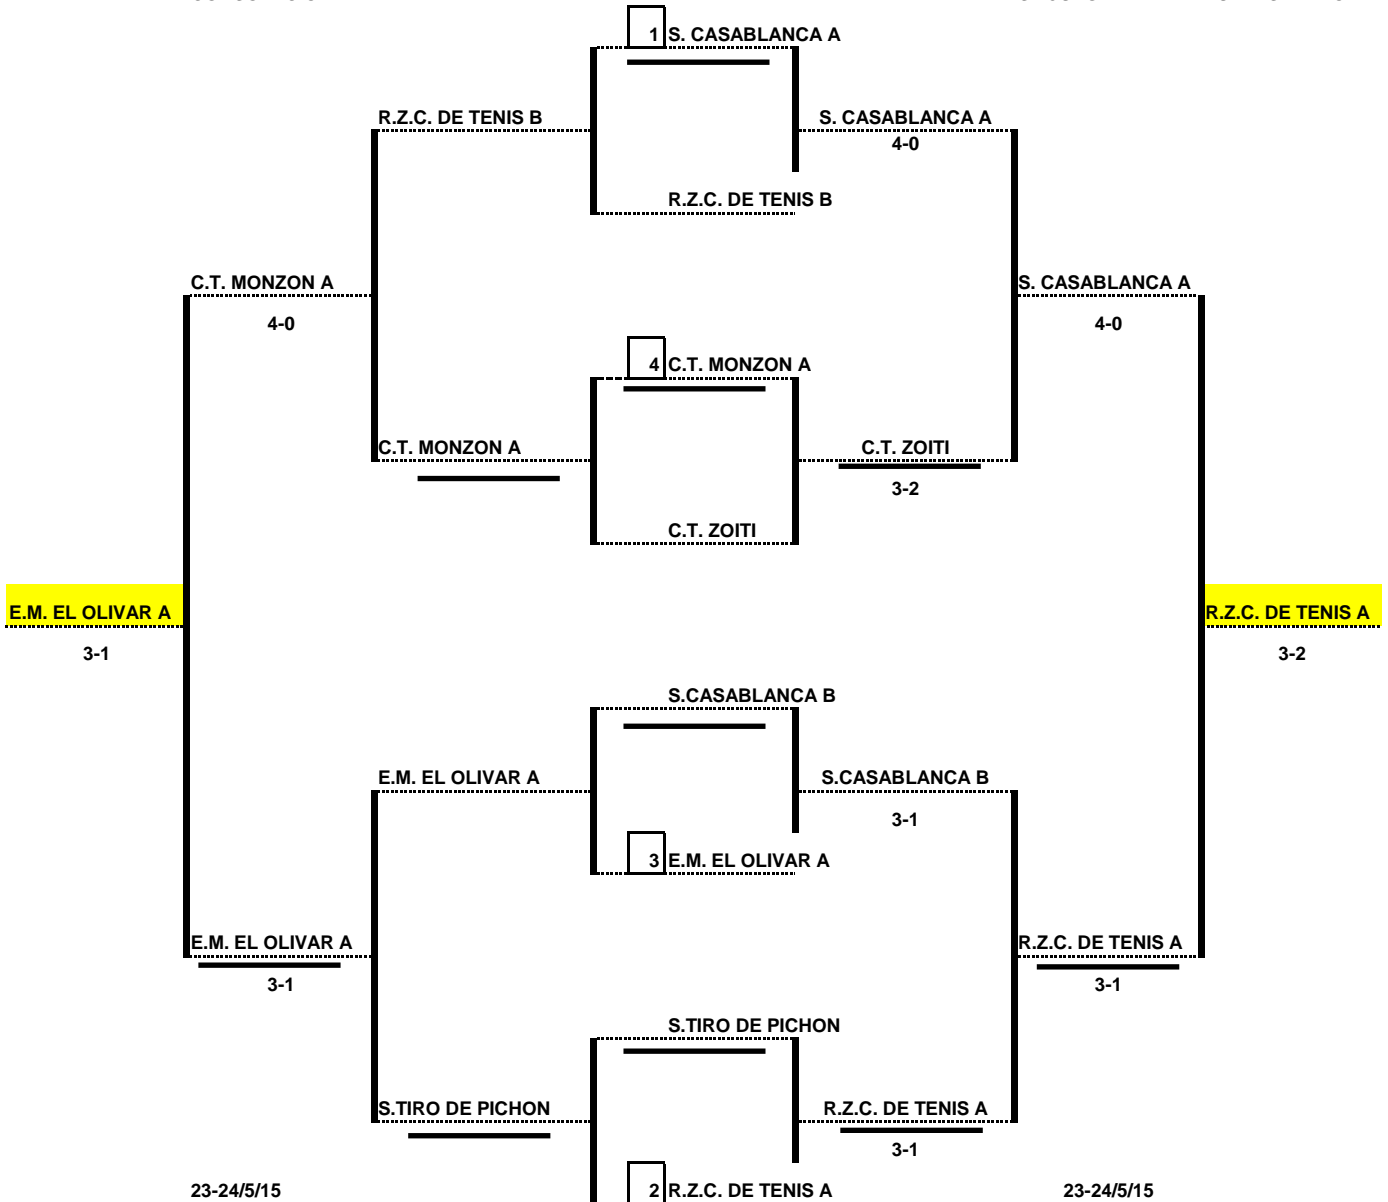 1 S. CASABLANCA A
R.Z.C. DE TENIS B
S. CASABLANCA A
4-0
R.Z.C. DE TENIS B
C.T. MONZON A
S. CASABLANCA A
4-0
4-0
4 C.T. MONZON A
C.T. MONZON A
C.T. ZOITI
3-2
C.T. ZOITI
E.M. EL OLIVAR A
R.Z.C. DE TENIS A
3-1
3-2
S.CASABLANCA B
E.M. EL OLIVAR A
S.CASABLANCA B
3-1
3 E.M. EL OLIVAR A
E.M. EL OLIVAR A
R.Z.C. DE TENIS A
3-1
3-1
S.TIRO DE PICHON
S.TIRO DE PICHON
R.Z.C. DE TENIS A
3-1
23-24/5/15
2 R.Z.C. DE TENIS A
23-24/5/15